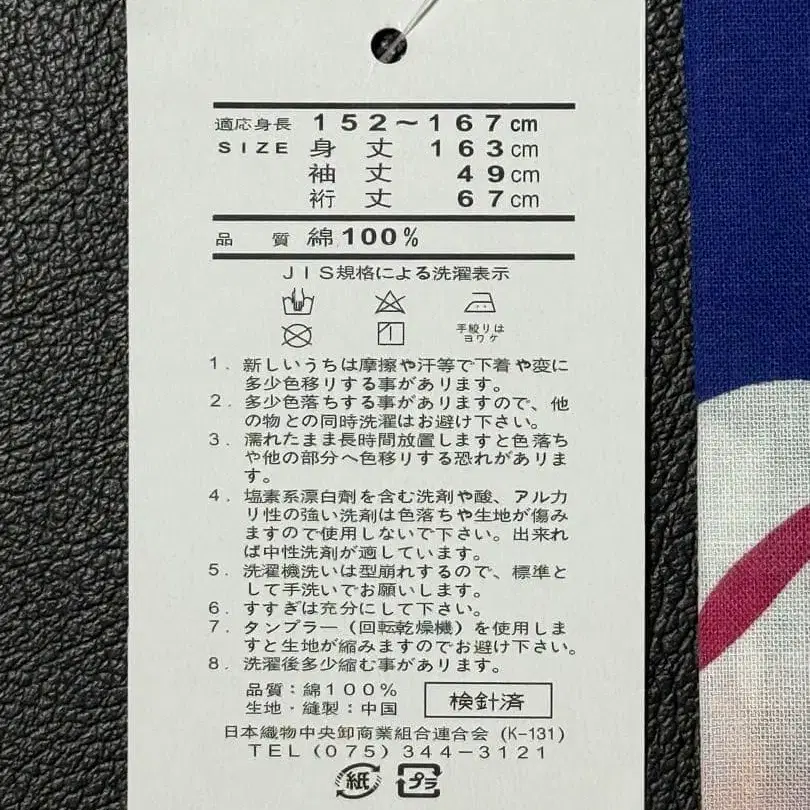 適応身長 152〜167cm
SIZE 身丈 163cm
袖丈 49cm
裄丈 67cm
品質 綿100%
JIS規格による洗濯表示
手絞りは
ヨワク
1. 新しいうちは摩擦や汗等で下着や変に
多少色移りする事があります。
2. 多少色落ちする事がありますので、他
の物との同時洗濯はお避け下さい。
3. 濡れたまま長時間放置しますと色落ち
や他の部分へ色移りする恐れがありま
す。
4. 塩素系漂白剤を含む洗剤や酸、アルカ
リ性の強い洗剤は色落ちや生地が傷み
ますので使用しないで下さい。出来れ
ば中性洗剤が適しています。
5. 洗濯機洗いは型崩れするので、標準と
して手洗いでお願いします。
6. すすぎは充分にして下さい。
7. タンブラー(回転乾燥機)を使用しま
すと生地が縮みますのでお避け下さい。
8. 洗濯後多少縮む事があります。
品質:綿100%
生地・縫製:中国
検針済
日本織物中央卸商業組合連合会(K-131)
TEL(075)344-3121
紙 プラ